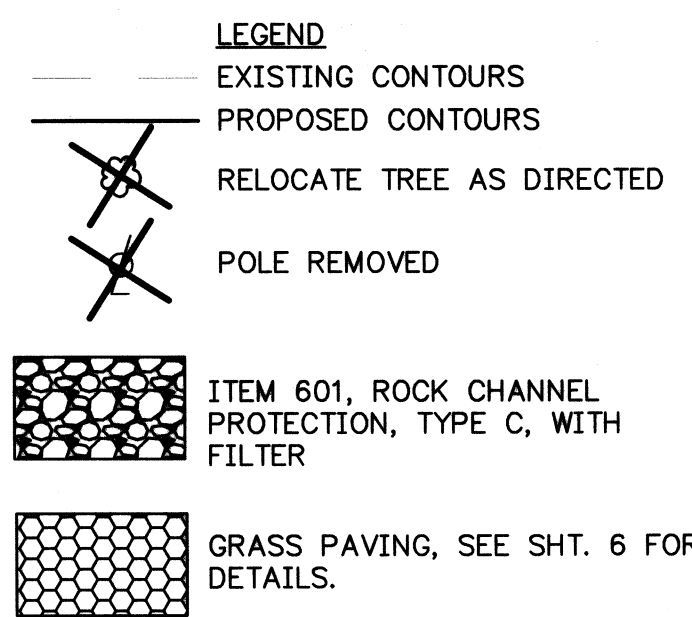 LEGEND
EXISTING CONTOURS
PROPOSED CONTOURS
RELOCATE TREE AS DIRECTED
POLE REMOVED
ITEM 601, ROCK CHANNEL
PROTECTION, TYPE C, WITH
FILTER
GRASS PAVING, SEE SHT. 6 FOR
DETAILS.